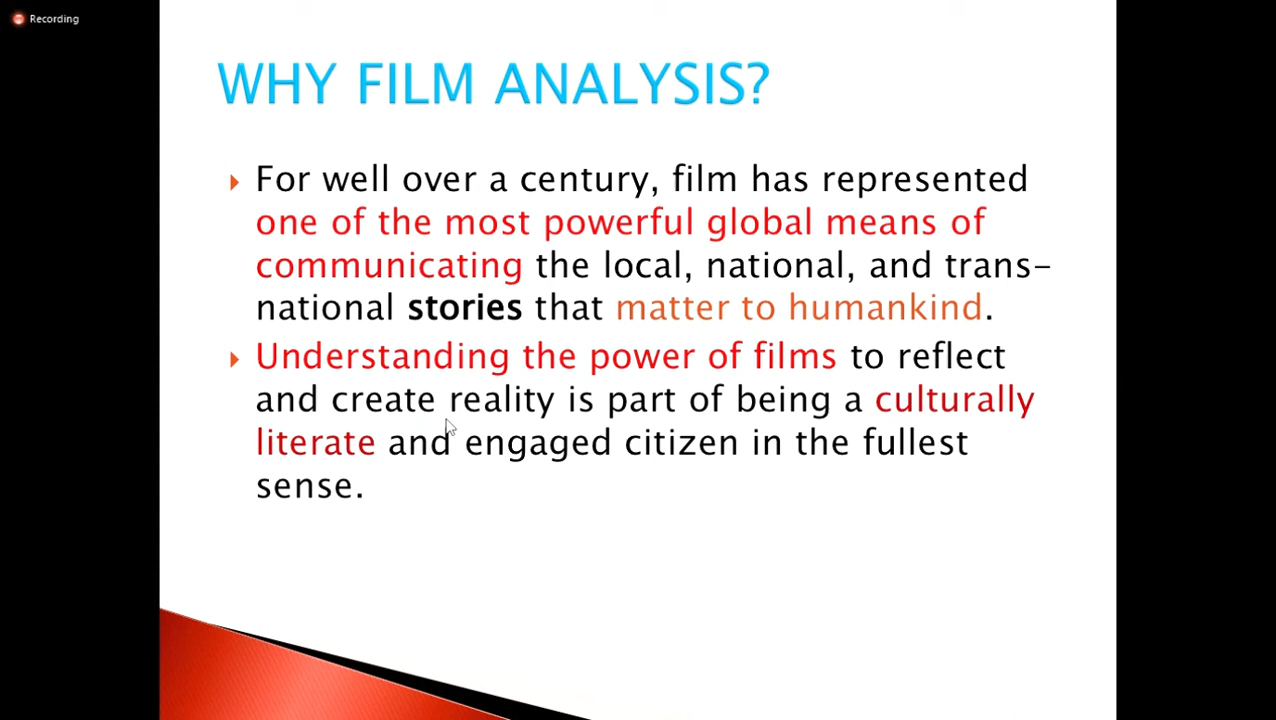 Recording
WHY FILM ANALYSIS?
For well over a century, film has represented
one of the most powerful global means of
communicating the local, national, and trans-
national stories that matter to humankind.
Understanding the power of films to reflect
and create reality is part of being a culturally
literate and engaged citizen in the fullest
sense.